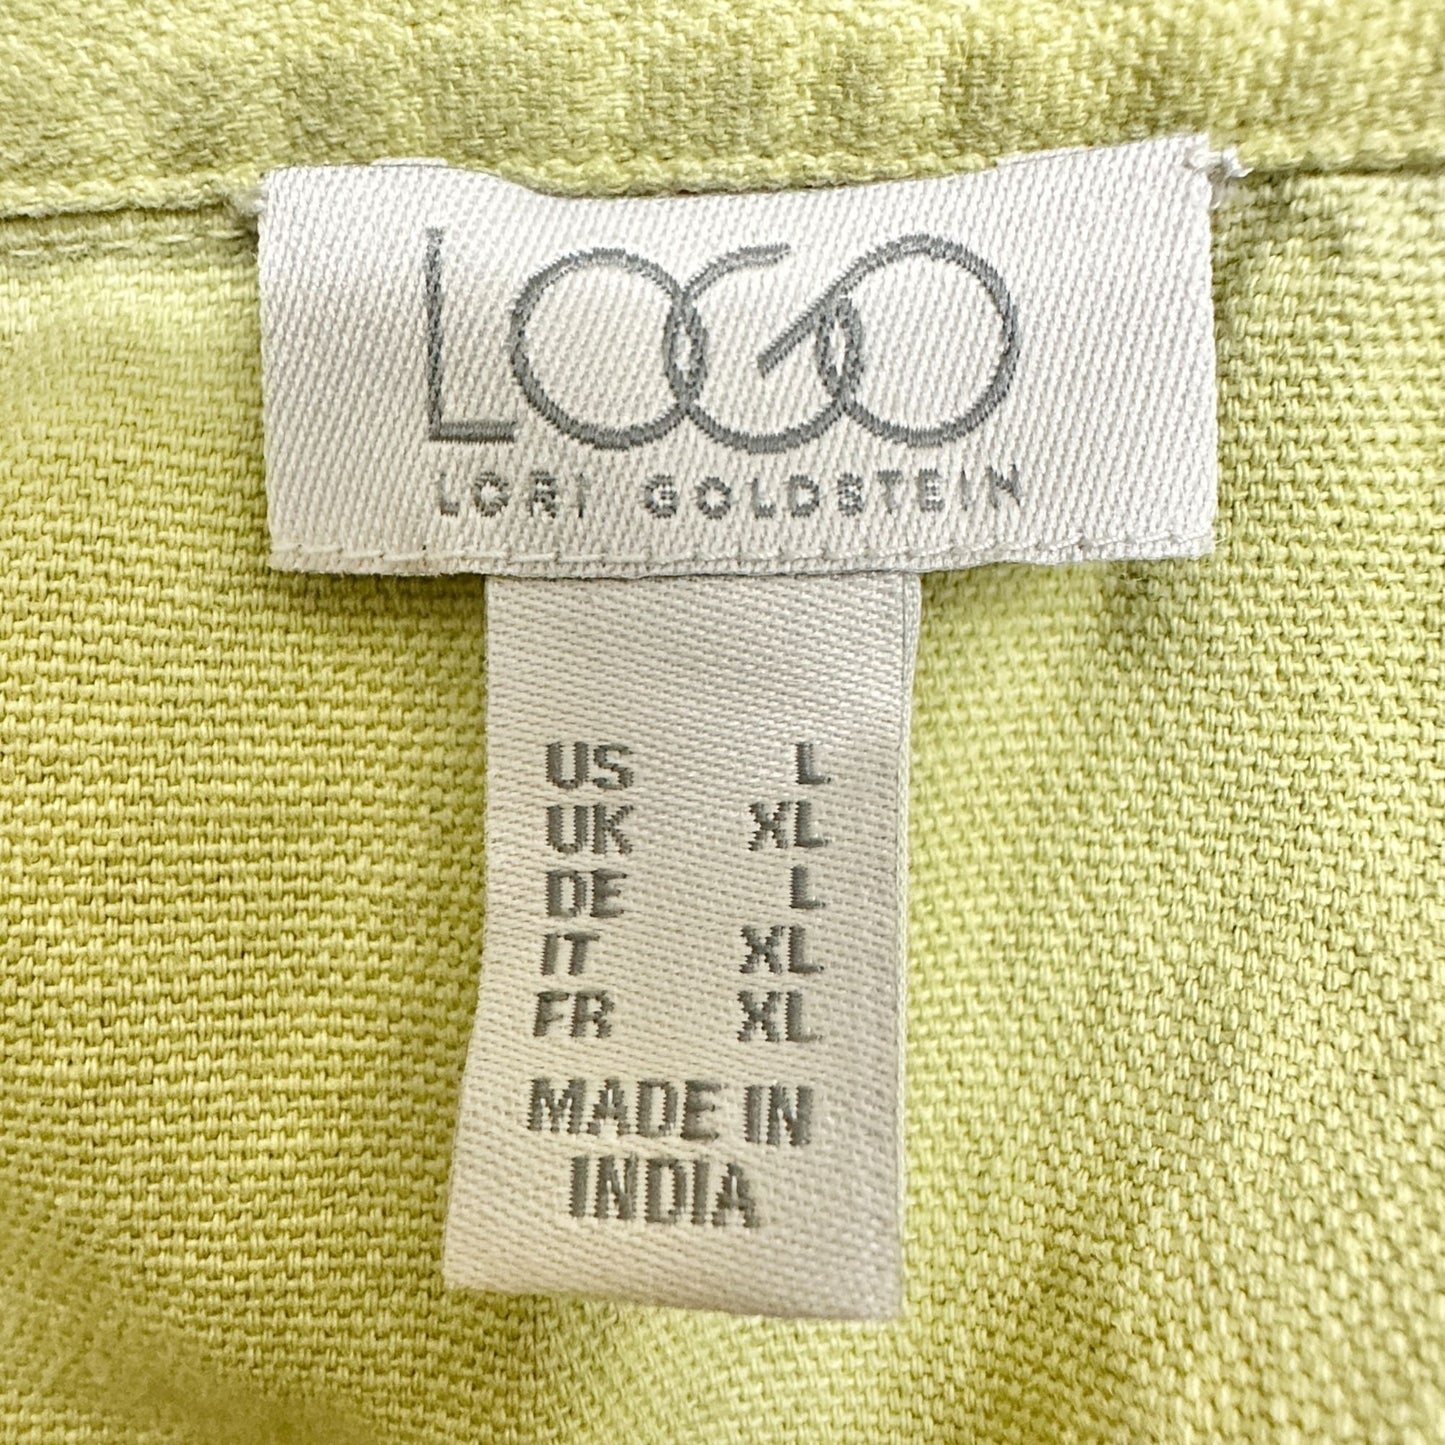 LOGO
LORI GOLDSTEIN
US L
UK XL
DE L
IT XL
FR XL
MADE IN
INDIA